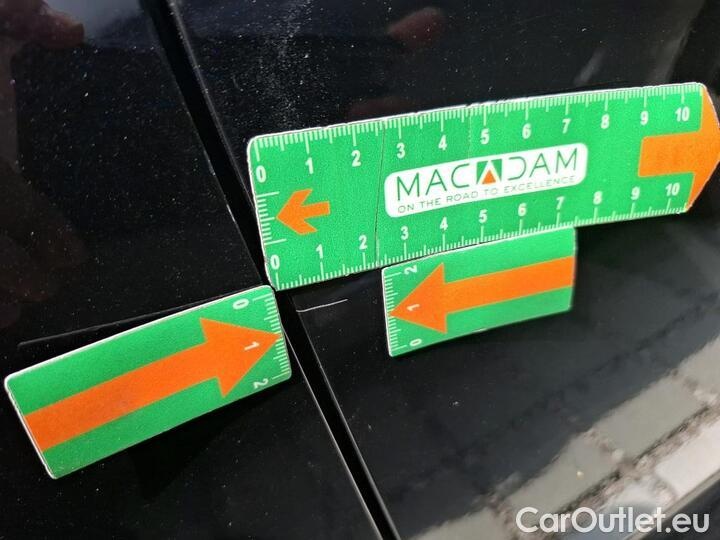 0 1 2 3 4 5 6 7 8 9 10
MACADAM
ON THE ROAD TO EXCELLENCE
0 1 2 3 4 5 6 7 8 9 10
0 1 2
2 1 0
CarOutlet.eu